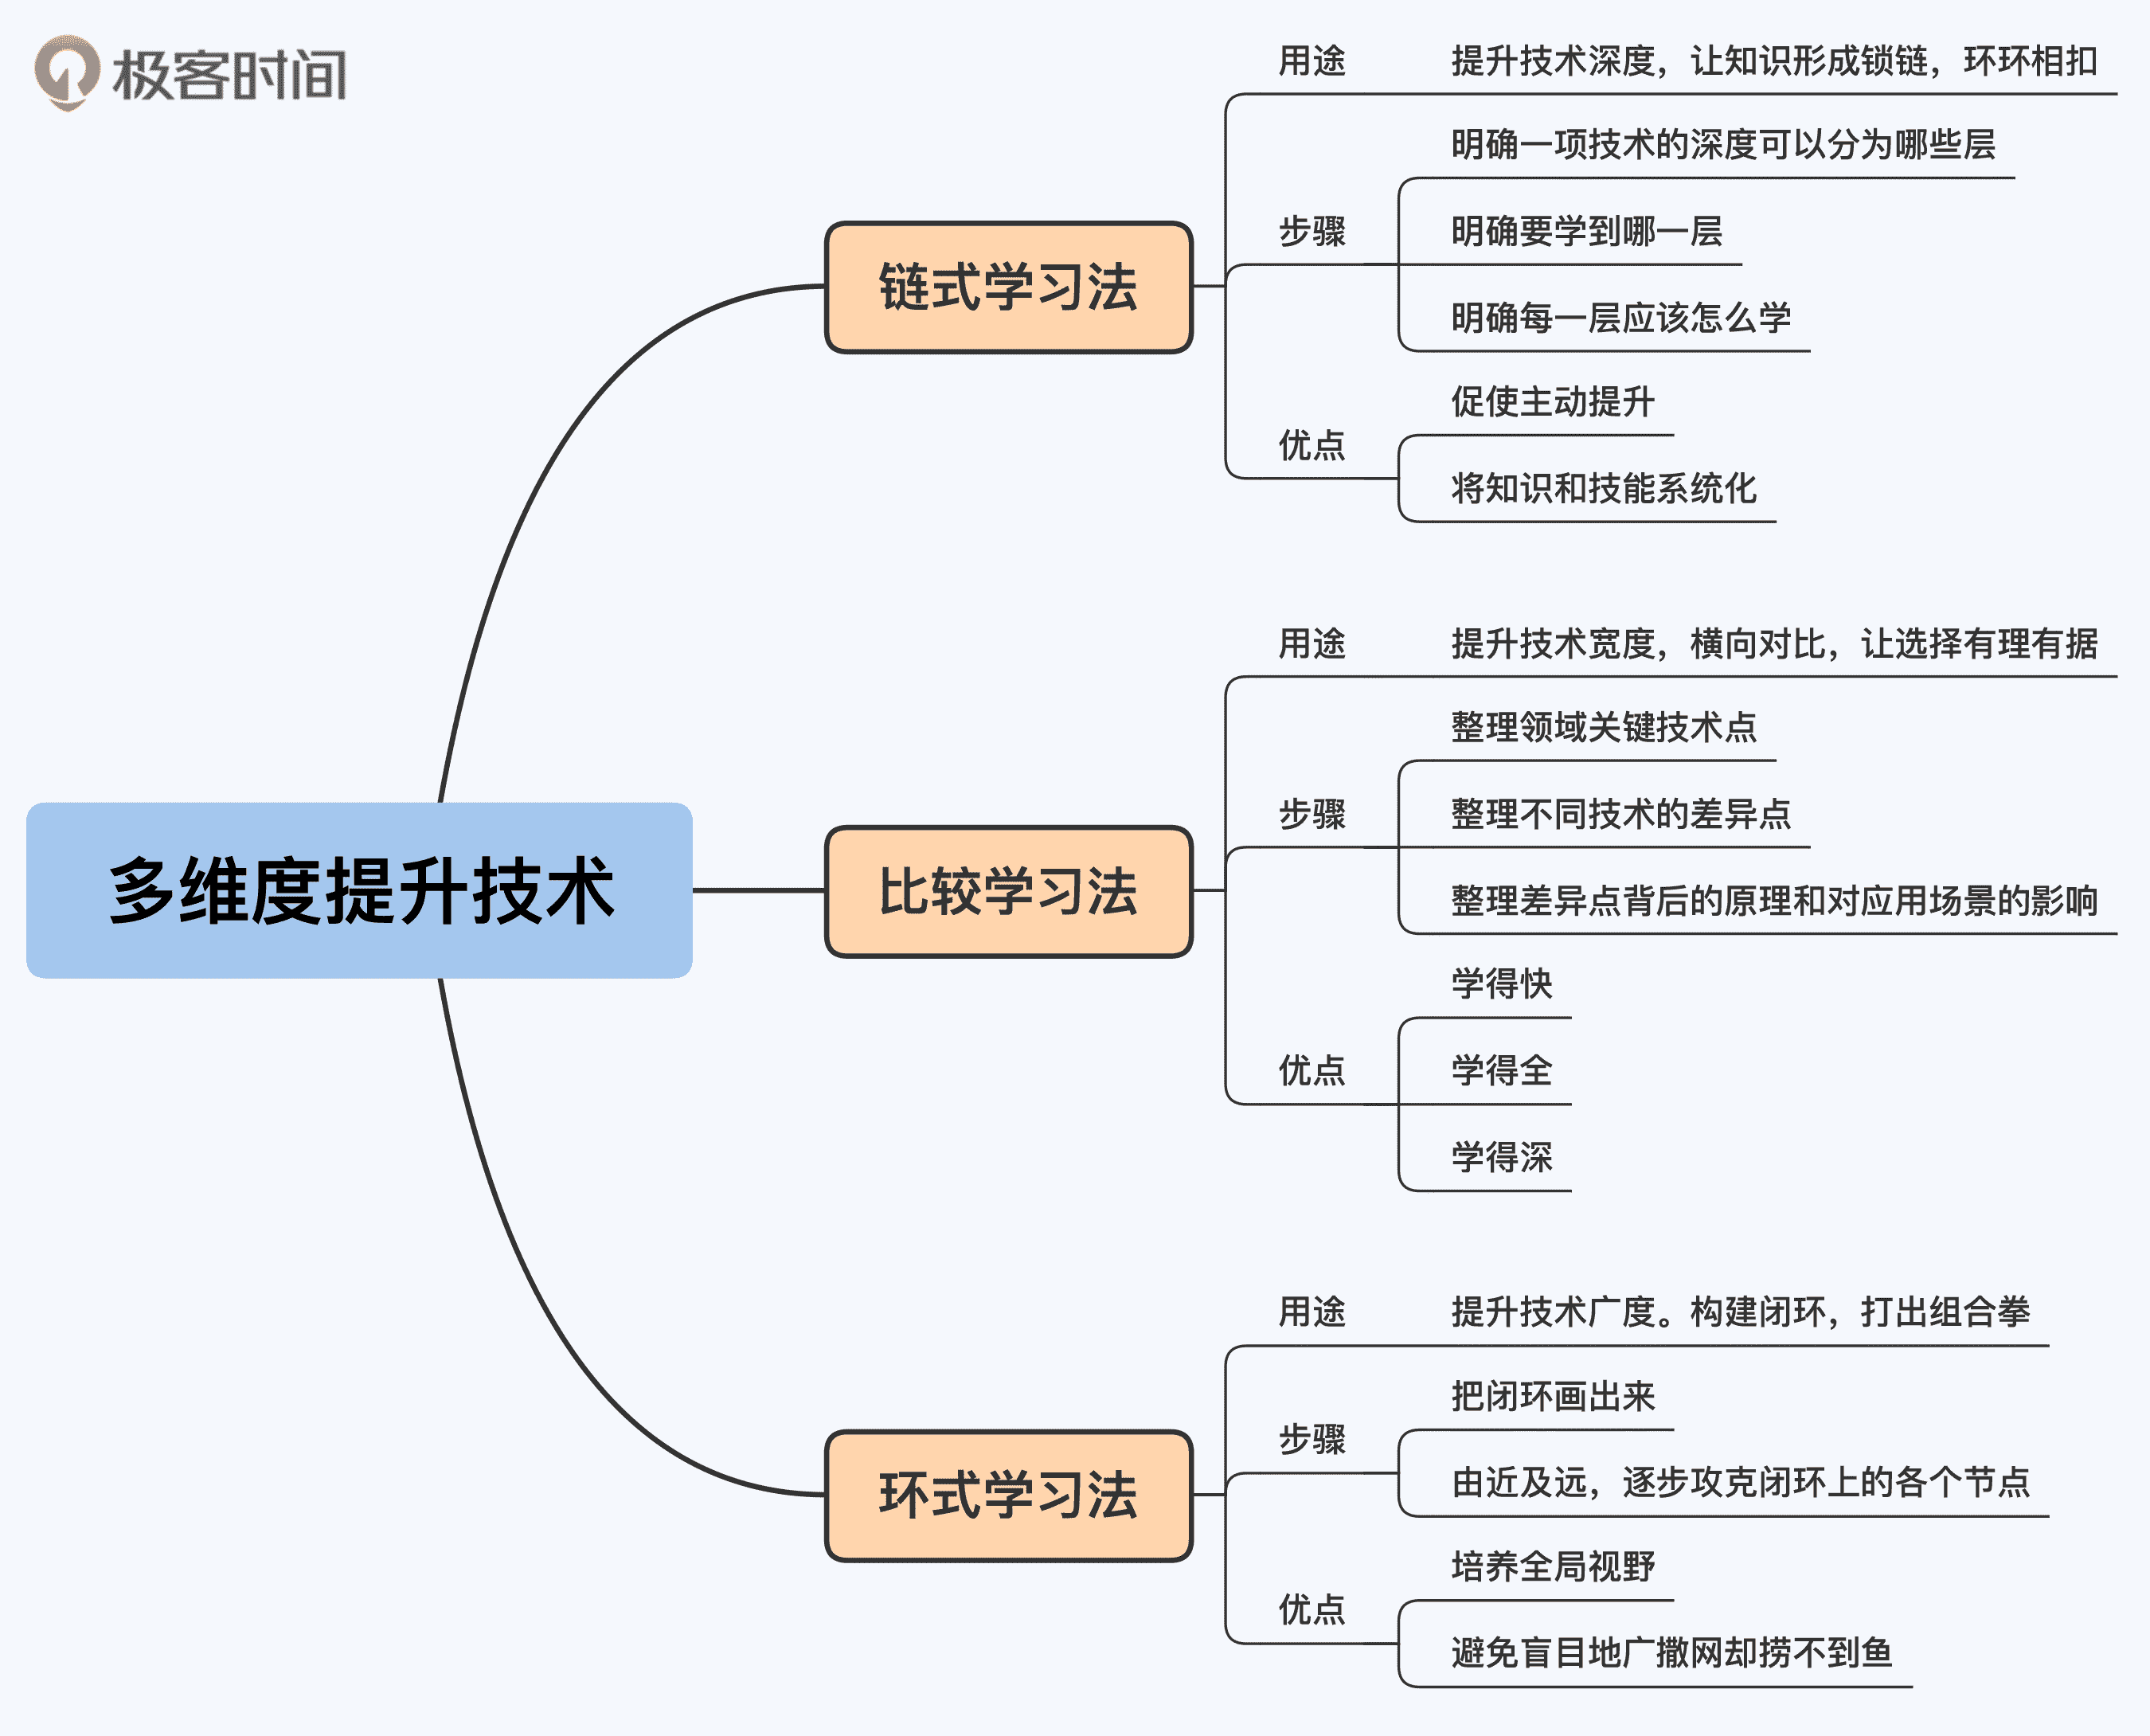 极客时间
多维度提升技术
链式学习法
用途
提升技术深度，让知识形成锁链，环环相扣
步骤
明确一项技术的深度可以分为哪些层
明确要学到哪一层
明确每一层应该怎么学
优点
促使主动提升
将知识和技能系统化
比较学习法
用途
提升技术宽度，横向对比，让选择有理有据
步骤
整理领域关键技术点
整理不同技术的差异点
整理差异点背后的原理和对应用场景的影响
优点
学得快
学得全
学得深
环式学习法
用途
提升技术广度。构建闭环，打出组合拳
步骤
把闭环画出来
由近及远，逐步攻克闭环上的各个节点
优点
培养全局视野
避免盲目地广撒网却捞不到鱼